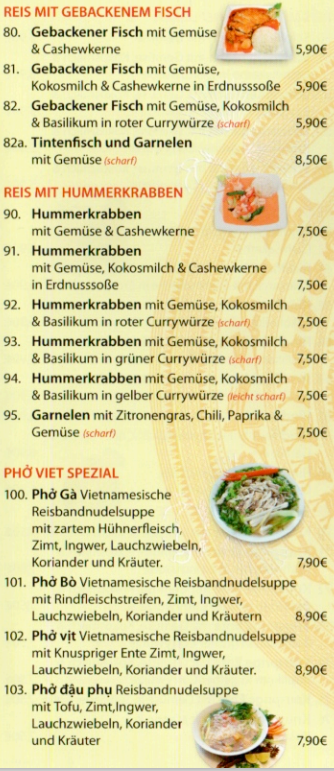 REIS MIT GEBACKENEM FISCH
80. Gebackener Fisch mit Gemüse
& Cashewkerne 5,90€
81. Gebackener Fisch mit Gemüse,
Kokosmilch & Cashewkerne in Erdnusssoße 5,90€
82. Gebackener Fisch mit Gemüse, Kokosmilch
& Basilikum in roter Currywürze (scharf) 5,90€
82a. Tintenfisch und Garnelen
mit Gemüse (scharf) 8,50€
REIS MIT HUMMERKRABBEN
90. Hummerkrabben
mit Gemüse & Cashewkerne 7,50€
91. Hummerkrabben
mit Gemüse, Kokosmilch & Cashewkerne
in Erdnusssoße 7,50€
92. Hummerkrabben mit Gemüse, Kokosmilch
& Basilikum in roter Currywürze (scharf) 7,50€
93. Hummerkrabben mit Gemüse, Kokosmilch
& Basilikum in grüner Currywürze (scharf) 7,50€
94. Hummerkrabben mit Gemüse, Kokosmilch
& Basilikum in gelber Currywürze (leicht scharf) 7,50€
95. Garnelen mit Zitronengras, Chili, Paprika &
Gemüse (scharf) 7,50€
PHỞ VIET SPEZIAL
100. Phở Gà Vietnamesische
Reisbandnudelsuppe
mit zartem Hühnerfleisch,
Zimt, Ingwer, Lauchzwiebeln,
Koriander und Kräuter. 7,90€
101. Phở Bò Vietnamesische Reisbandnudelsuppe
mit Rindfleischstreifen, Zimt, Ingwer,
Lauchzwiebeln, Koriander und Kräutern 8,90€
102. Phở vịt Vietnamesische Reisbandnudelsuppe
mit Knuspriger Ente Zimt, Ingwer,
Lauchzwiebeln, Koriander und Kräuter. 8,90€
103. Phở đậu phụ Reisbandnudelsuppe
mit Tofu, Zimt,Ingwer,
Lauchzwiebeln, Koriander
und Kräuter 7,90€